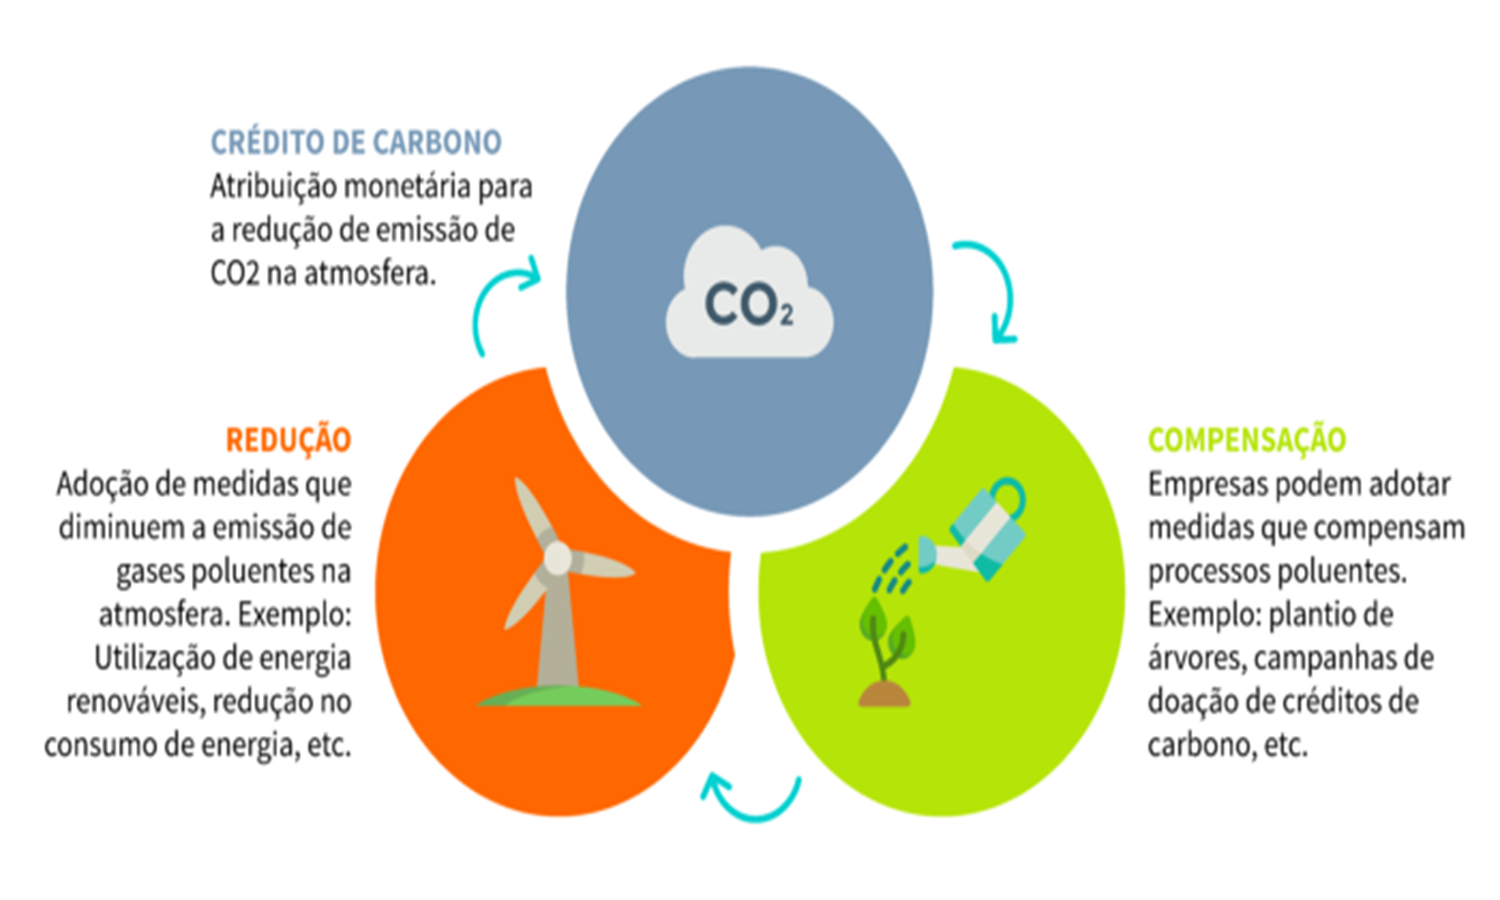 CRÉDITO DE CARBONO
Atribuição monetária para
a redução de emissão de
CO2 na atmosfera.
CO₂
REDUÇÃO
Adoção de medidas que
diminuem a emissão de
gases poluentes na
atmosfera. Exemplo:
Utilização de energia
renováveis, redução no
consumo de energia, etc.
COMPENSAÇÃO
Empresas podem adotar
medidas que compensam
processos poluentes.
Exemplo: plantio de
árvores, campanhas de
doação de créditos de
carbono, etc.